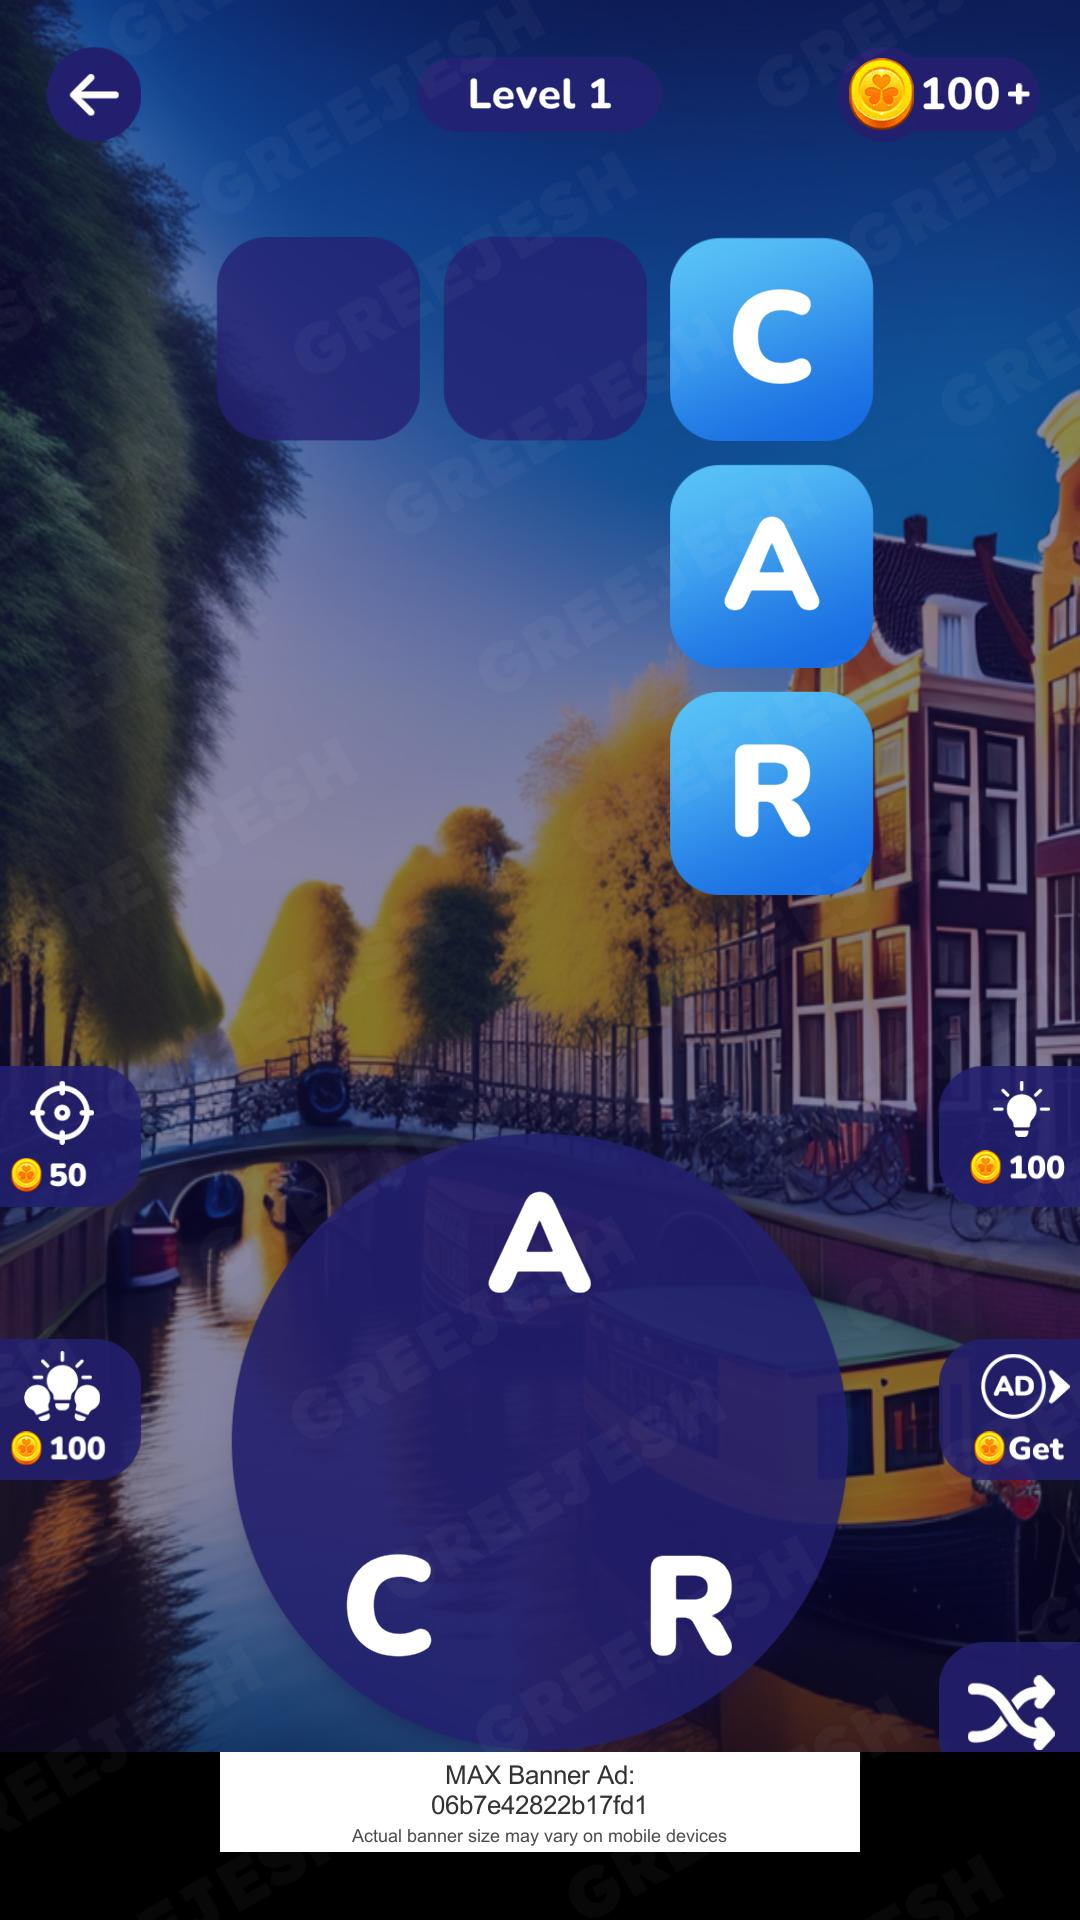 Level 1
100+
C
A
R
50
100
A
AD
100
Get
C R
MAX Banner Ad:
06b7e42822b17fd1
Actual banner size may vary on mobile devices
GREEJESH